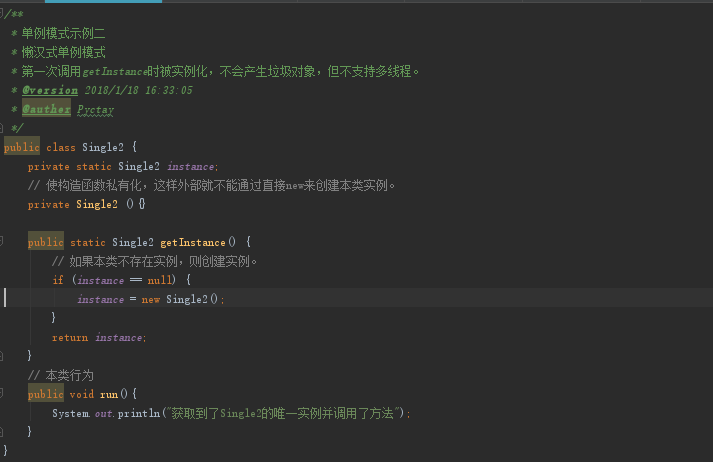 /**
 * 单例模式示例二
 * 懒汉式单例模式
 * 第一次调用getInstance时被实例化，不会产生垃圾对象，但不支持多线程。
 * @version 2018/1/18 16:33:05
 * @auther Pyctay
 */
public class Single2 {
    private static Single2 instance;
    // 使构造函数私有化，这样外部就不能通过直接new来创建本类实例。
    private Single2 (){}
    public static Single2 getInstance() {
        // 如果本类不存在实例，则创建实例。
        if (instance == null) {
            instance = new Single2();
        }
        return instance;
    }
    // 本类行为
    public void run(){
        System.out.println("获取到了Single2的唯一实例并调用了方法");
    }
}